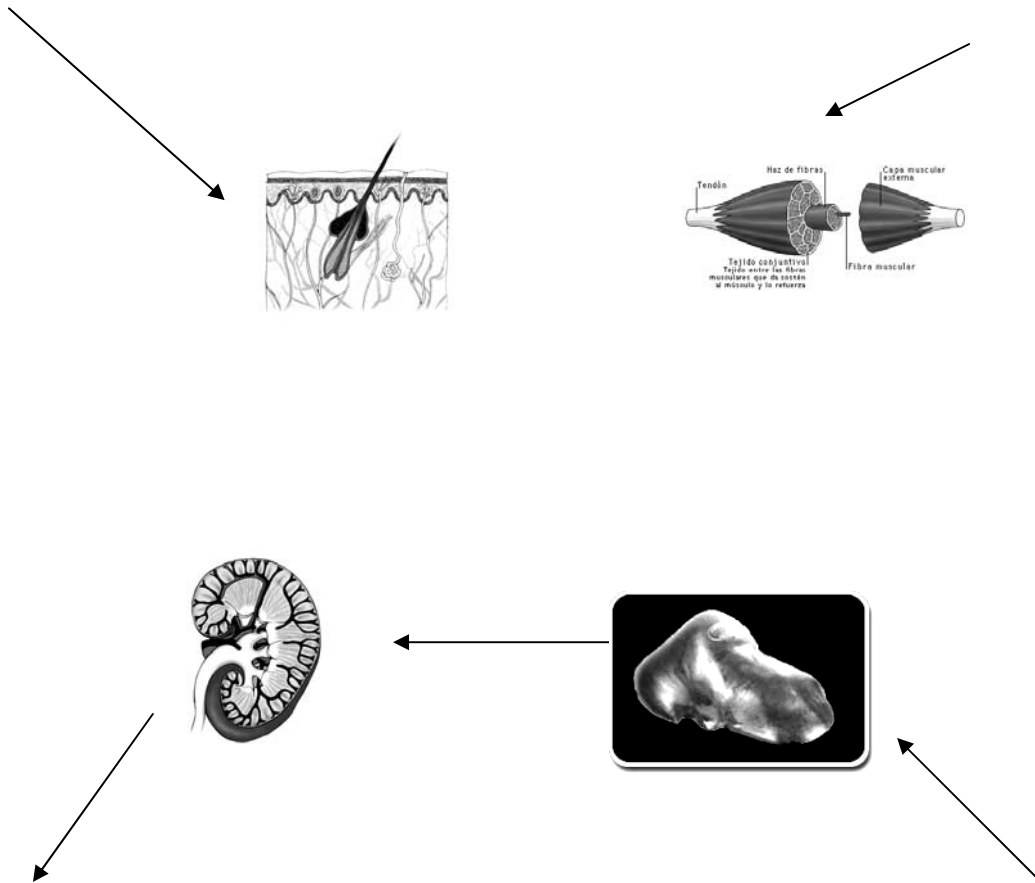 Haz de fibras
Capa muscular
externa
Tendón
Tejido conjuntivo
Tejido entre las fibras
musculares que da sostén
al músculo y lo refuerza
Fibra muscular